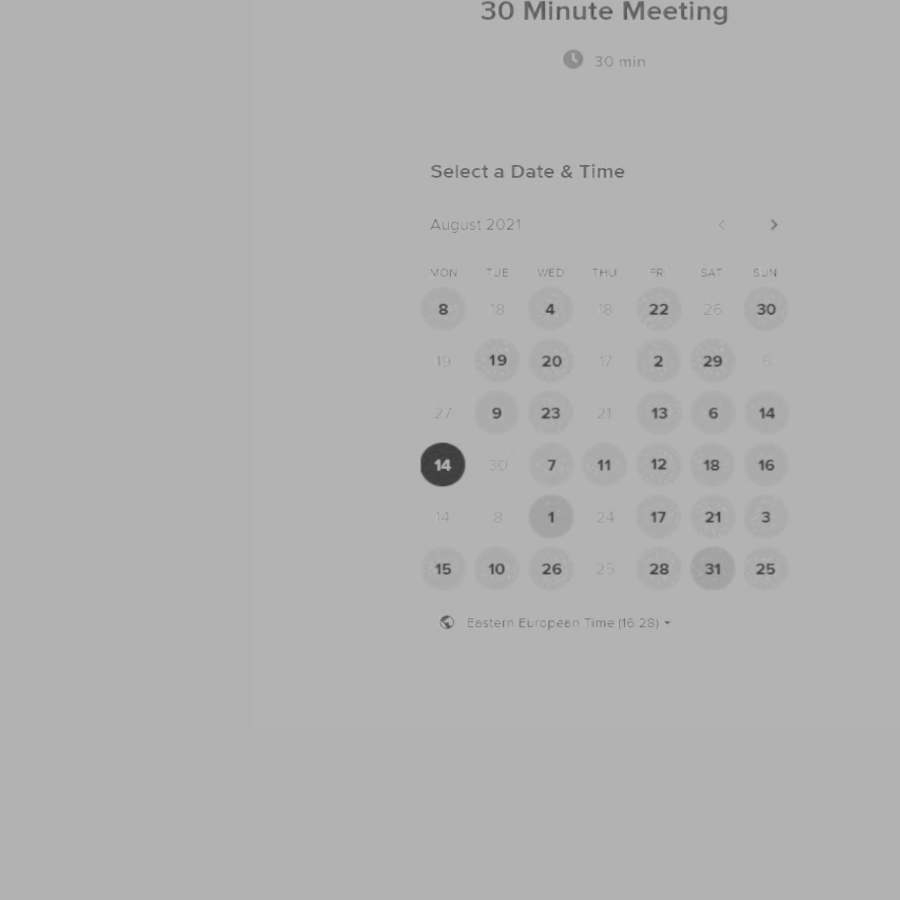 30 Minute Meeting
30 min
Select a Date & Time
August 2021
MON TUE WED THU FRI SAT SUN
8 18 4 18 22 26 30
19 19 20 17 2 29 6
27 9 23 21 13 6 14
14 30 7 11 12 18 16
14 8 1 24 17 21 3
15 10 26 25 28 31 25
Eastern European Time (16:28)